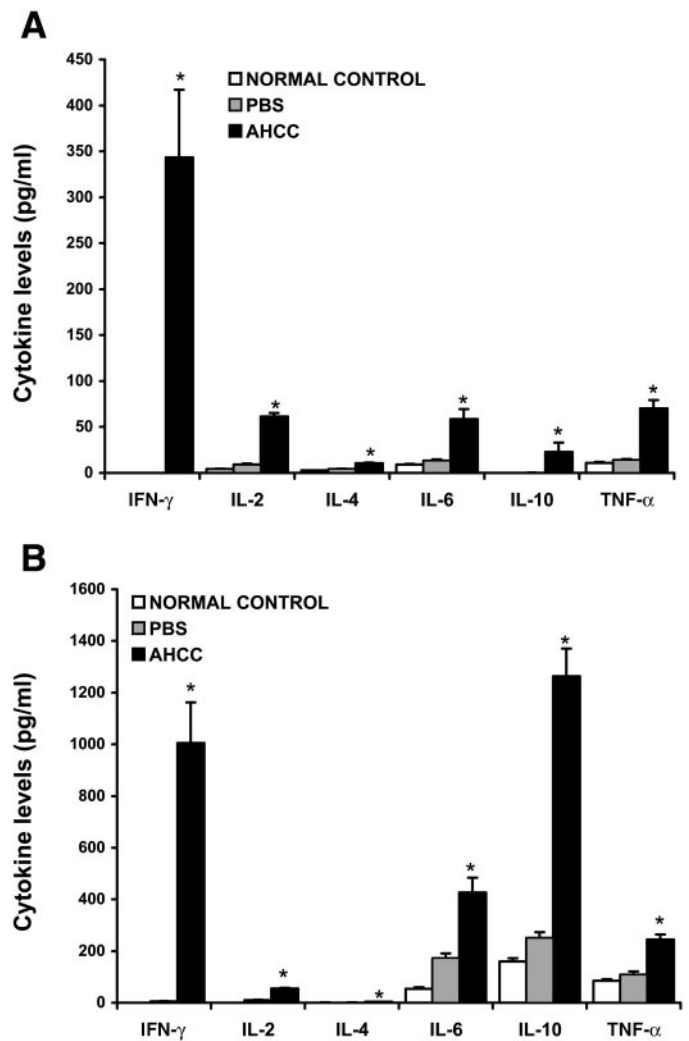 A
Cytokine levels (pg/ml)
450
400
350
300
250
200
150
100
50
0
NORMAL CONTROL
PBS
AHCC
*
*
*
*
*
*
IFN-γ IL-2 IL-4 IL-6 IL-10 TNF-α
B
Cytokine levels (pg/ml)
1600
1400
1200
1000
800
600
400
200
0
NORMAL CONTROL
PBS
AHCC
*
*
*
*
*
*
IFN-γ IL-2 IL-4 IL-6 IL-10 TNF-α